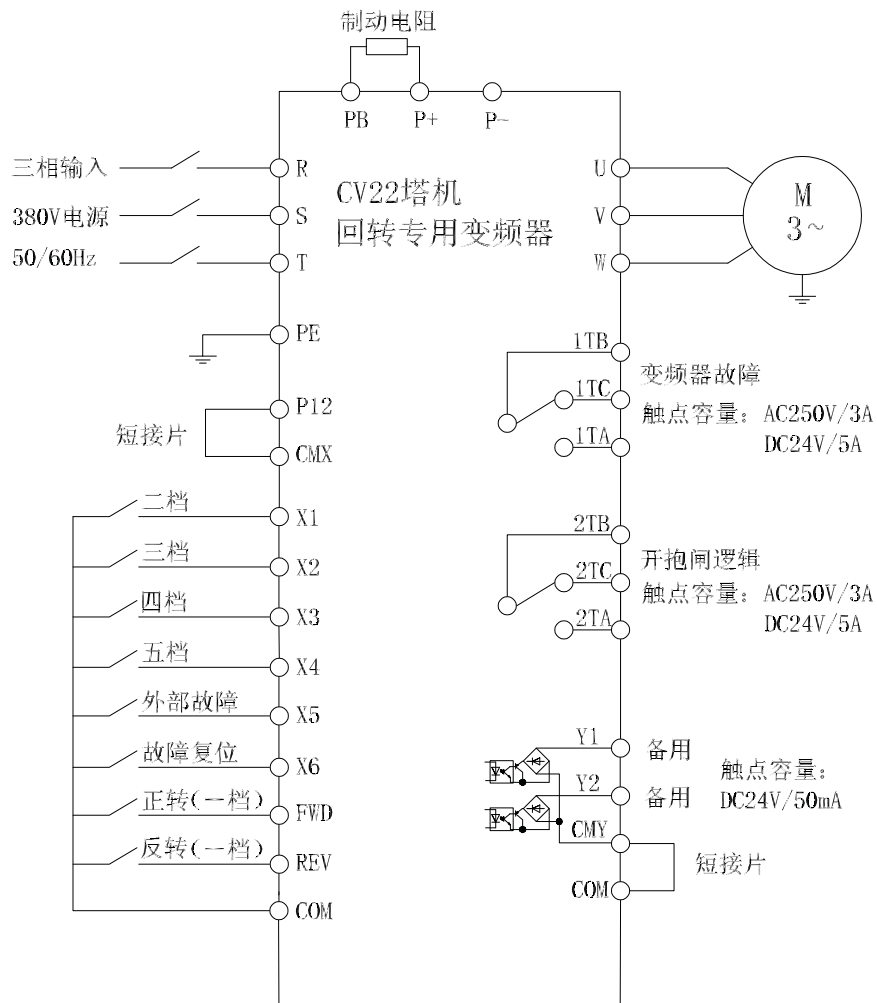 制动电阻
PB
P+
P-
三相输入
R
380V电源
S
50/60Hz
T
CV22塔机
回转专用变频器
U
V
W
M
3~
PE
P12
短接片
CMX
二档
X1
三档
X2
四档
X3
五档
X4
外部故障
X5
故障复位
X6
正转(一档)
FWD
反转(一档)
REV
COM
1TB
变频器故障
1TC
触点容量：AC250V/3A
1TA
DC24V/5A
2TB
开抱闸逻辑
2TC
触点容量：AC250V/3A
2TA
DC24V/5A
Y1
备用
Y2
备用
触点容量：
DC24V/50mA
CMY
短接片
COM